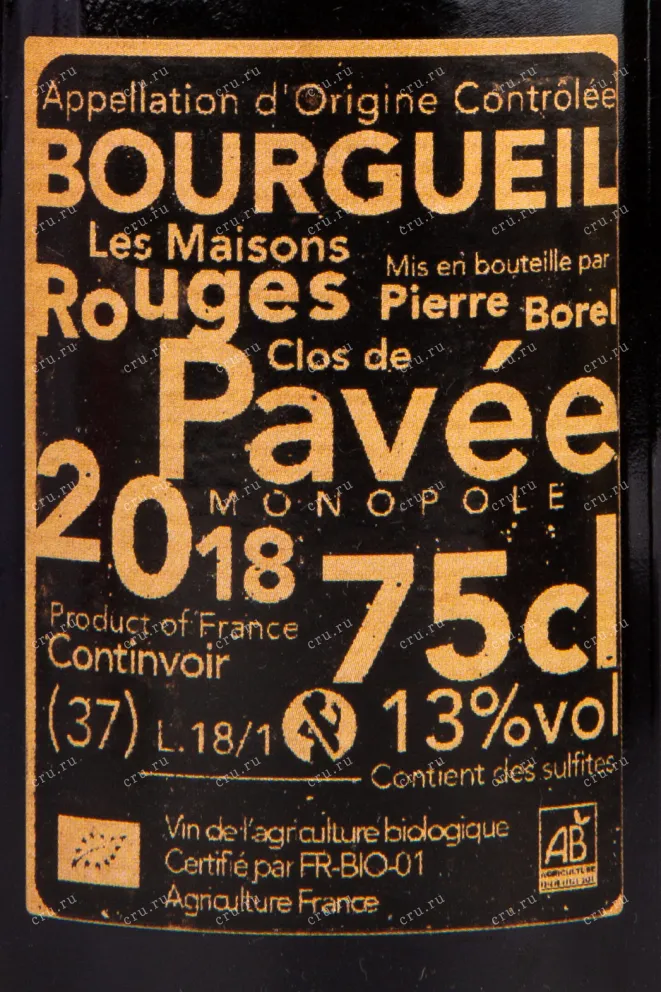 Appellation d'Origine Contrôlée
BOURGUEIL
Les Maisons
Rouges
Mis en bouteille par
Pierre Borel
Clos de
Pavée
MONOPOLE
2018
75cl
Product of France
Continvoir
(37) L.18/1
13%vol
Contient des sulfites
Vin de l'agriculture biologique
Certifié par FR-BIO-01
Agriculture France
AB
AGRICULTURE
BIOLOGIQUE
cru.ru